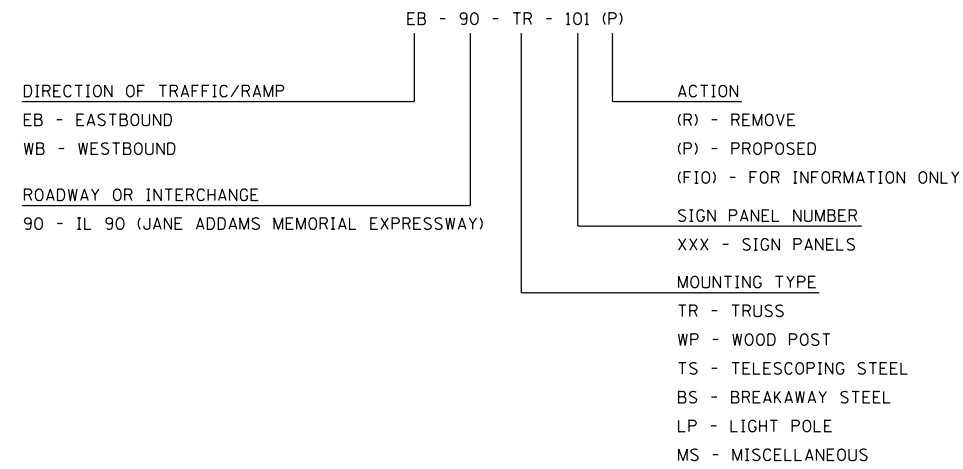 EB - 90 - TR - 101 (P)
DIRECTION OF TRAFFIC/RAMP
EB - EASTBOUND
WB - WESTBOUND
ROADWAY OR INTERCHANGE
90 - IL 90 (JANE ADDAMS MEMORIAL EXPRESSWAY)
ACTION
(R) - REMOVE
(P) - PROPOSED
(FIO) - FOR INFORMATION ONLY
SIGN PANEL NUMBER
XXX - SIGN PANELS
MOUNTING TYPE
TR - TRUSS
WP - WOOD POST
TS - TELESCOPING STEEL
BS - BREAKAWAY STEEL
LP - LIGHT POLE
MS - MISCELLANEOUS